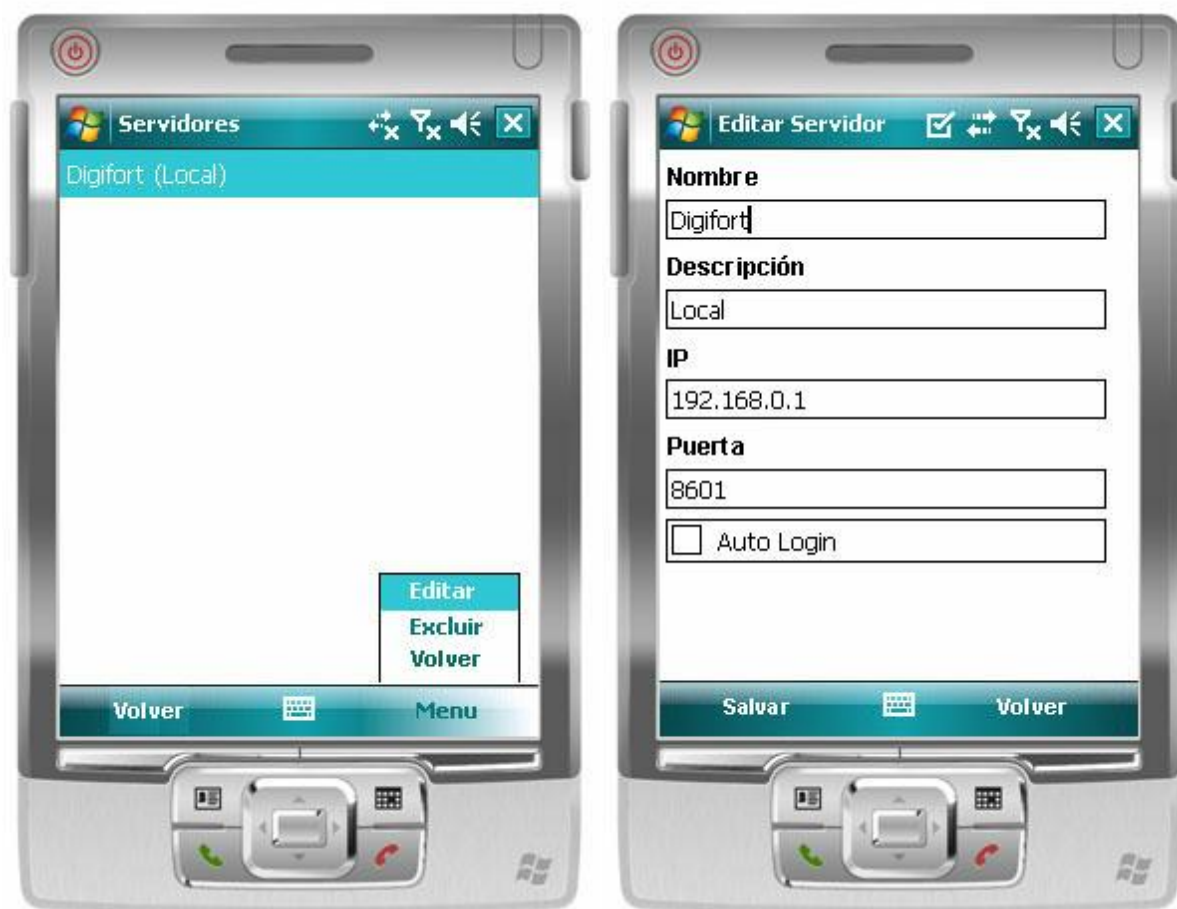 Servidores
Digifort (Local)
Editar
Excluir
Volver
Volver
Menu
Editar Servidor
Nombre
Digifort
Descripción
Local
IP
192.168.0.1
Puerta
8601
Auto Login
Salvar
Volver